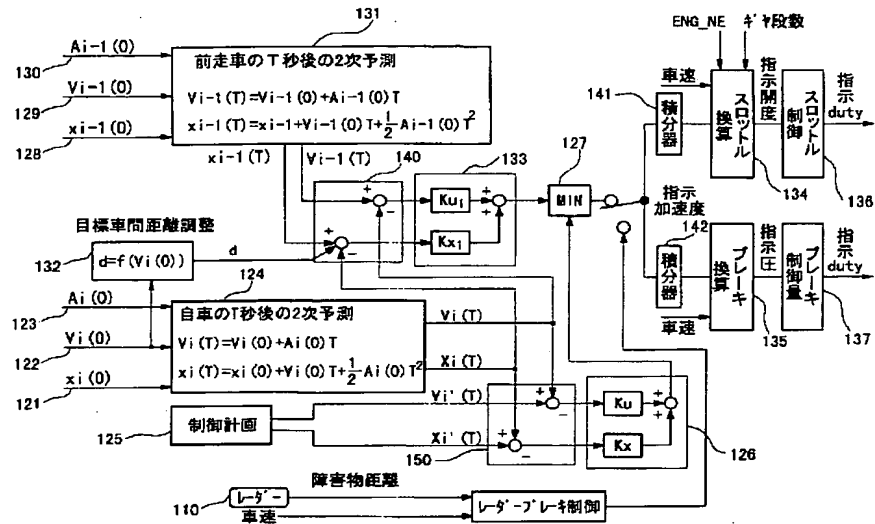 131
ENG_NE
ギヤ段数
Ai-1(0)
130
Vi-1(0)
129
xi-1(0)
128
前走車のT秒後の2次予測
Vi-1(T)=Vi-1(0)+Ai-1(0)T
xi-1(T)=xi-1+Vi-1(0)T+1/2 Ai-1(0)T²
xi-1(T)
Vi-1(T)
140
133
127
+
−
+
−
Ku₁
Kx₁
+
+
MIN
指示
加速度
車速
141
積分器
スロットル
換算
134
指示開度
スロットル
制御
136
指示
duty
142
積分器
車速
ブレーキ
換算
135
指示圧
ブレーキ
制御量
137
指示
duty
目標車間距離調整
132
d=f(Vi(0))
d
124
Ai(0)
123
Vi(0)
122
xi(0)
121
自車のT秒後の2次予測
Vi(T)=Vi(0)+Ai(0)T
xi(T)=xi(0)+Vi(0)T+1/2 Ai(0)T²
Vi(T)
Xi(T)
125
制御計画
Vi'(T)
Xi'(T)
+
−
+
−
150
Ku
Kx
+
+
126
障害物距離
110
レーダー
車速
レーダーブレーキ制御